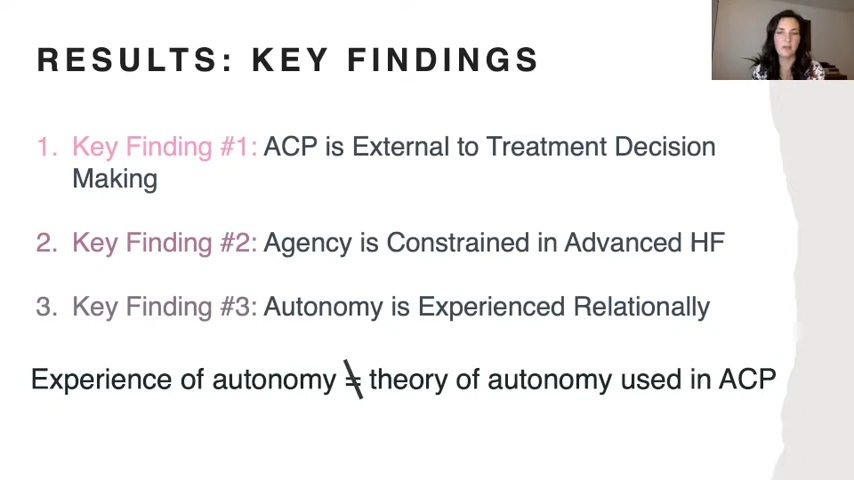 RESULTS: KEY FINDINGS
1. Key Finding #1: ACP is External to Treatment Decision
Making
2. Key Finding #2: Agency is Constrained in Advanced HF
3. Key Finding #3: Autonomy is Experienced Relationally
Experience of autonomy ≠ theory of autonomy used in ACP